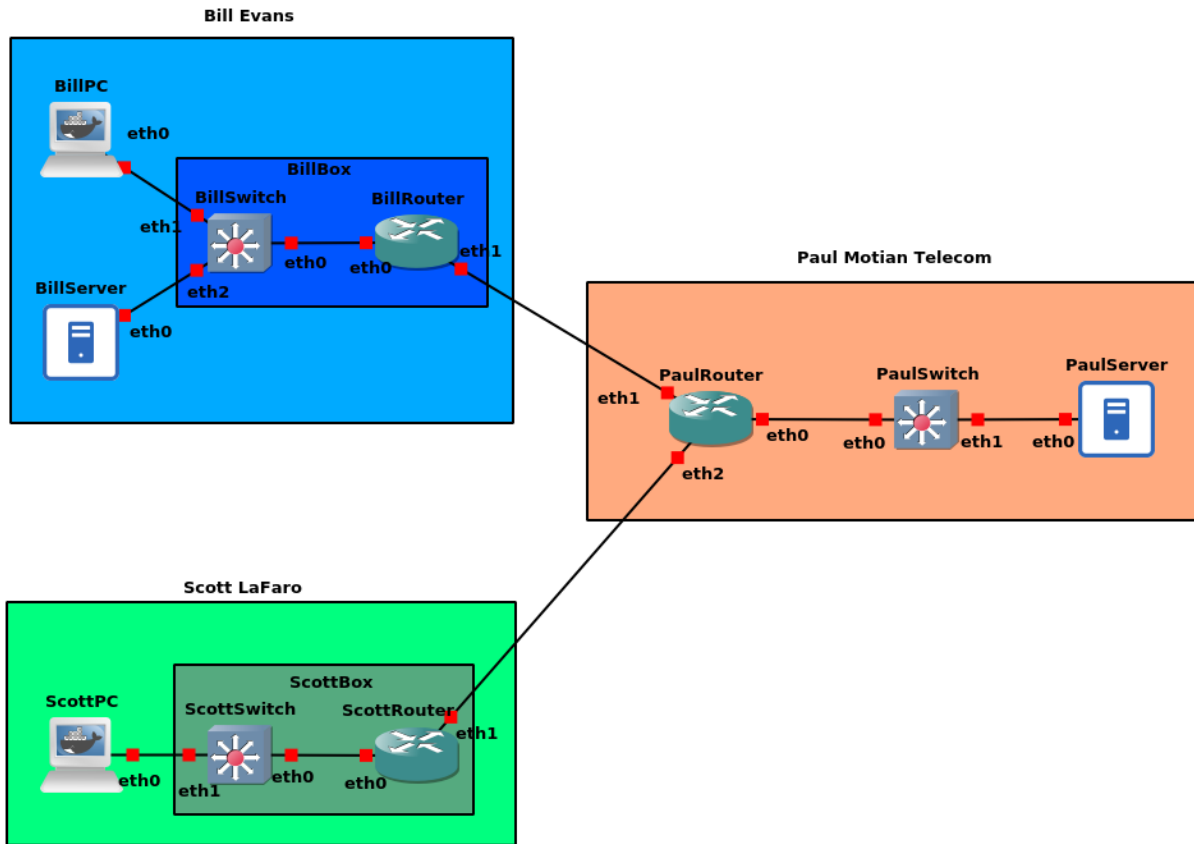 Bill Evans
BillPC
eth0
BillBox
BillSwitch
BillRouter
eth1
eth0
eth0
eth1
BillServer
eth2
eth0
Paul Motian Telecom
PaulRouter
PaulSwitch
PaulServer
eth1
eth0
eth0
eth1
eth0
eth2
Scott LaFaro
ScottBox
ScottPC
ScottSwitch
ScottRouter
eth1
eth0
eth1
eth0
eth0